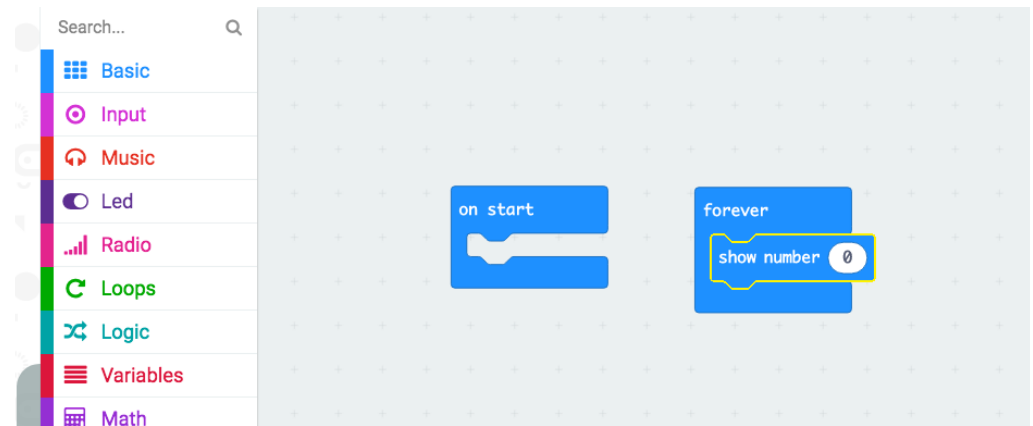 Search...
Basic
Input
Music
Led
Radio
Loops
Logic
Variables
Math
on start
forever
show number 0